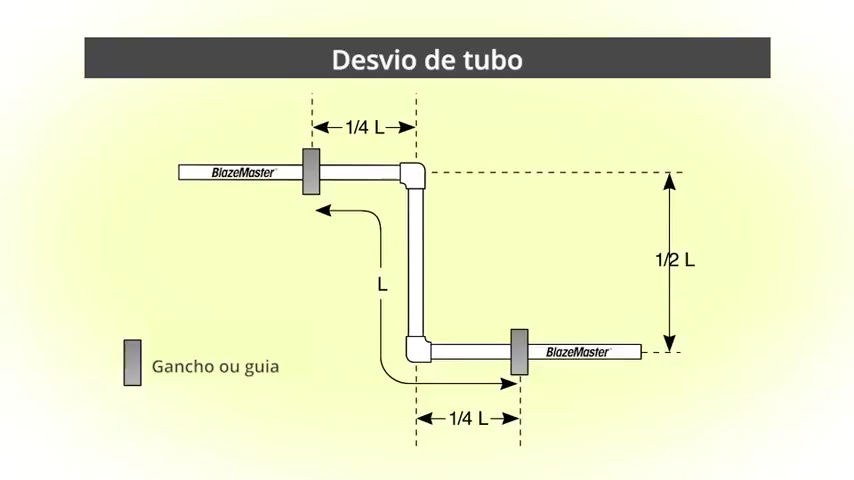 Desvio de tubo
1/4 L
BlazeMaster
1/2 L
L
BlazeMaster
Gancho ou guia
1/4 L